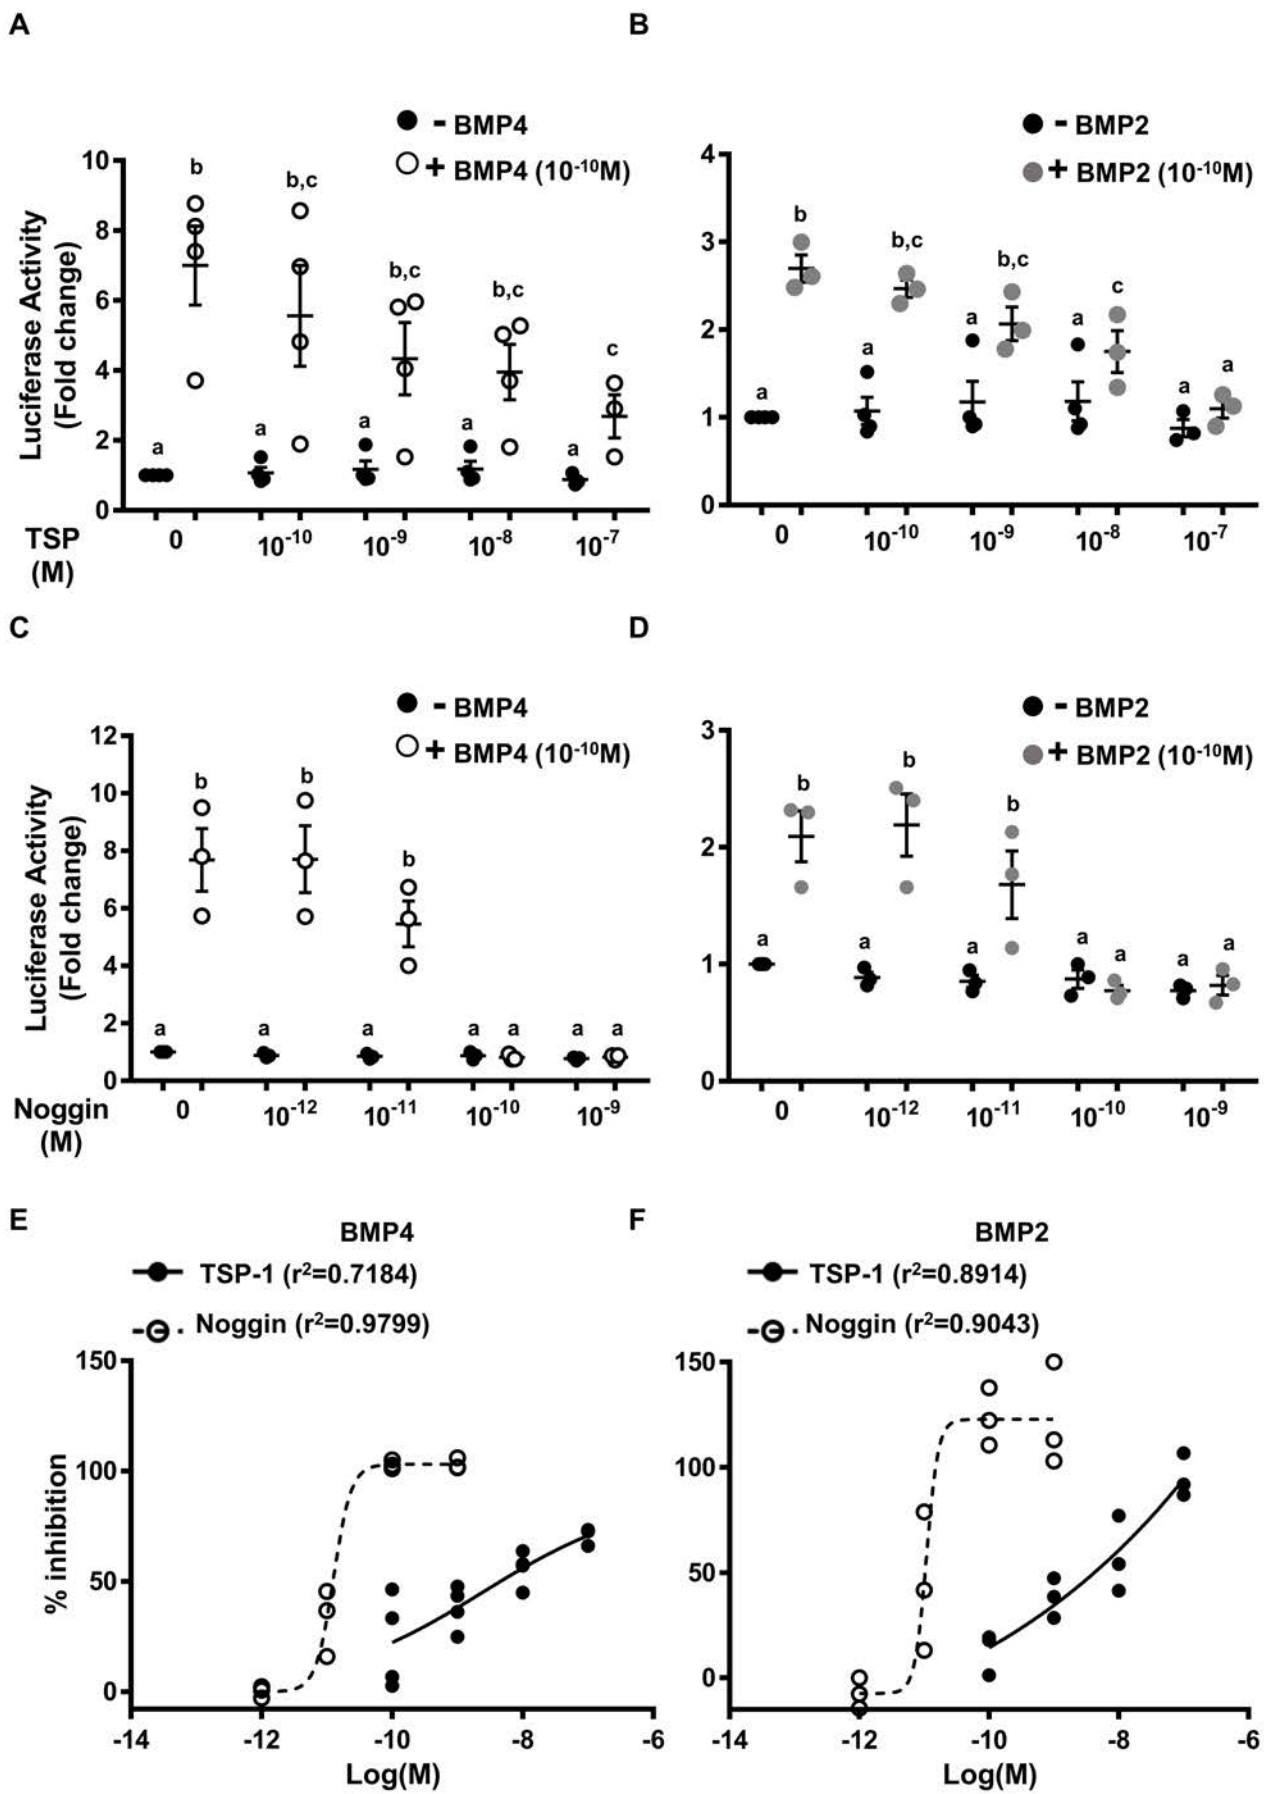 A
- BMP4
+ BMP4 (10-10M)
Luciferase Activity
(Fold change)
10
8
6
4
2
0
a
b
a
b,c
a
b,c
a
b,c
a
c
TSP
(M)
0
10-10
10-9
10-8
10-7
B
- BMP2
+ BMP2 (10-10M)
4
3
2
1
0
a
b
a
b,c
a
b,c
a
c
a
a
0
10-10
10-9
10-8
10-7
C
- BMP4
+ BMP4 (10-10M)
Luciferase Activity
(Fold change)
12
10
8
6
4
2
0
a
b
a
b
a
b
a
a
a
a
Noggin
(M)
0
10-12
10-11
10-10
10-9
D
- BMP2
+ BMP2 (10-10M)
3
2
1
0
a
b
a
b
a
b
a
a
a
a
0
10-12
10-11
10-10
10-9
E
BMP4
TSP-1 (r2=0.7184)
Noggin (r2=0.9799)
% inhibition
150
100
50
0
-14
-12
-10
-8
-6
Log(M)
F
BMP2
TSP-1 (r2=0.8914)
Noggin (r2=0.9043)
150
100
50
0
-14
-12
-10
-8
-6
Log(M)